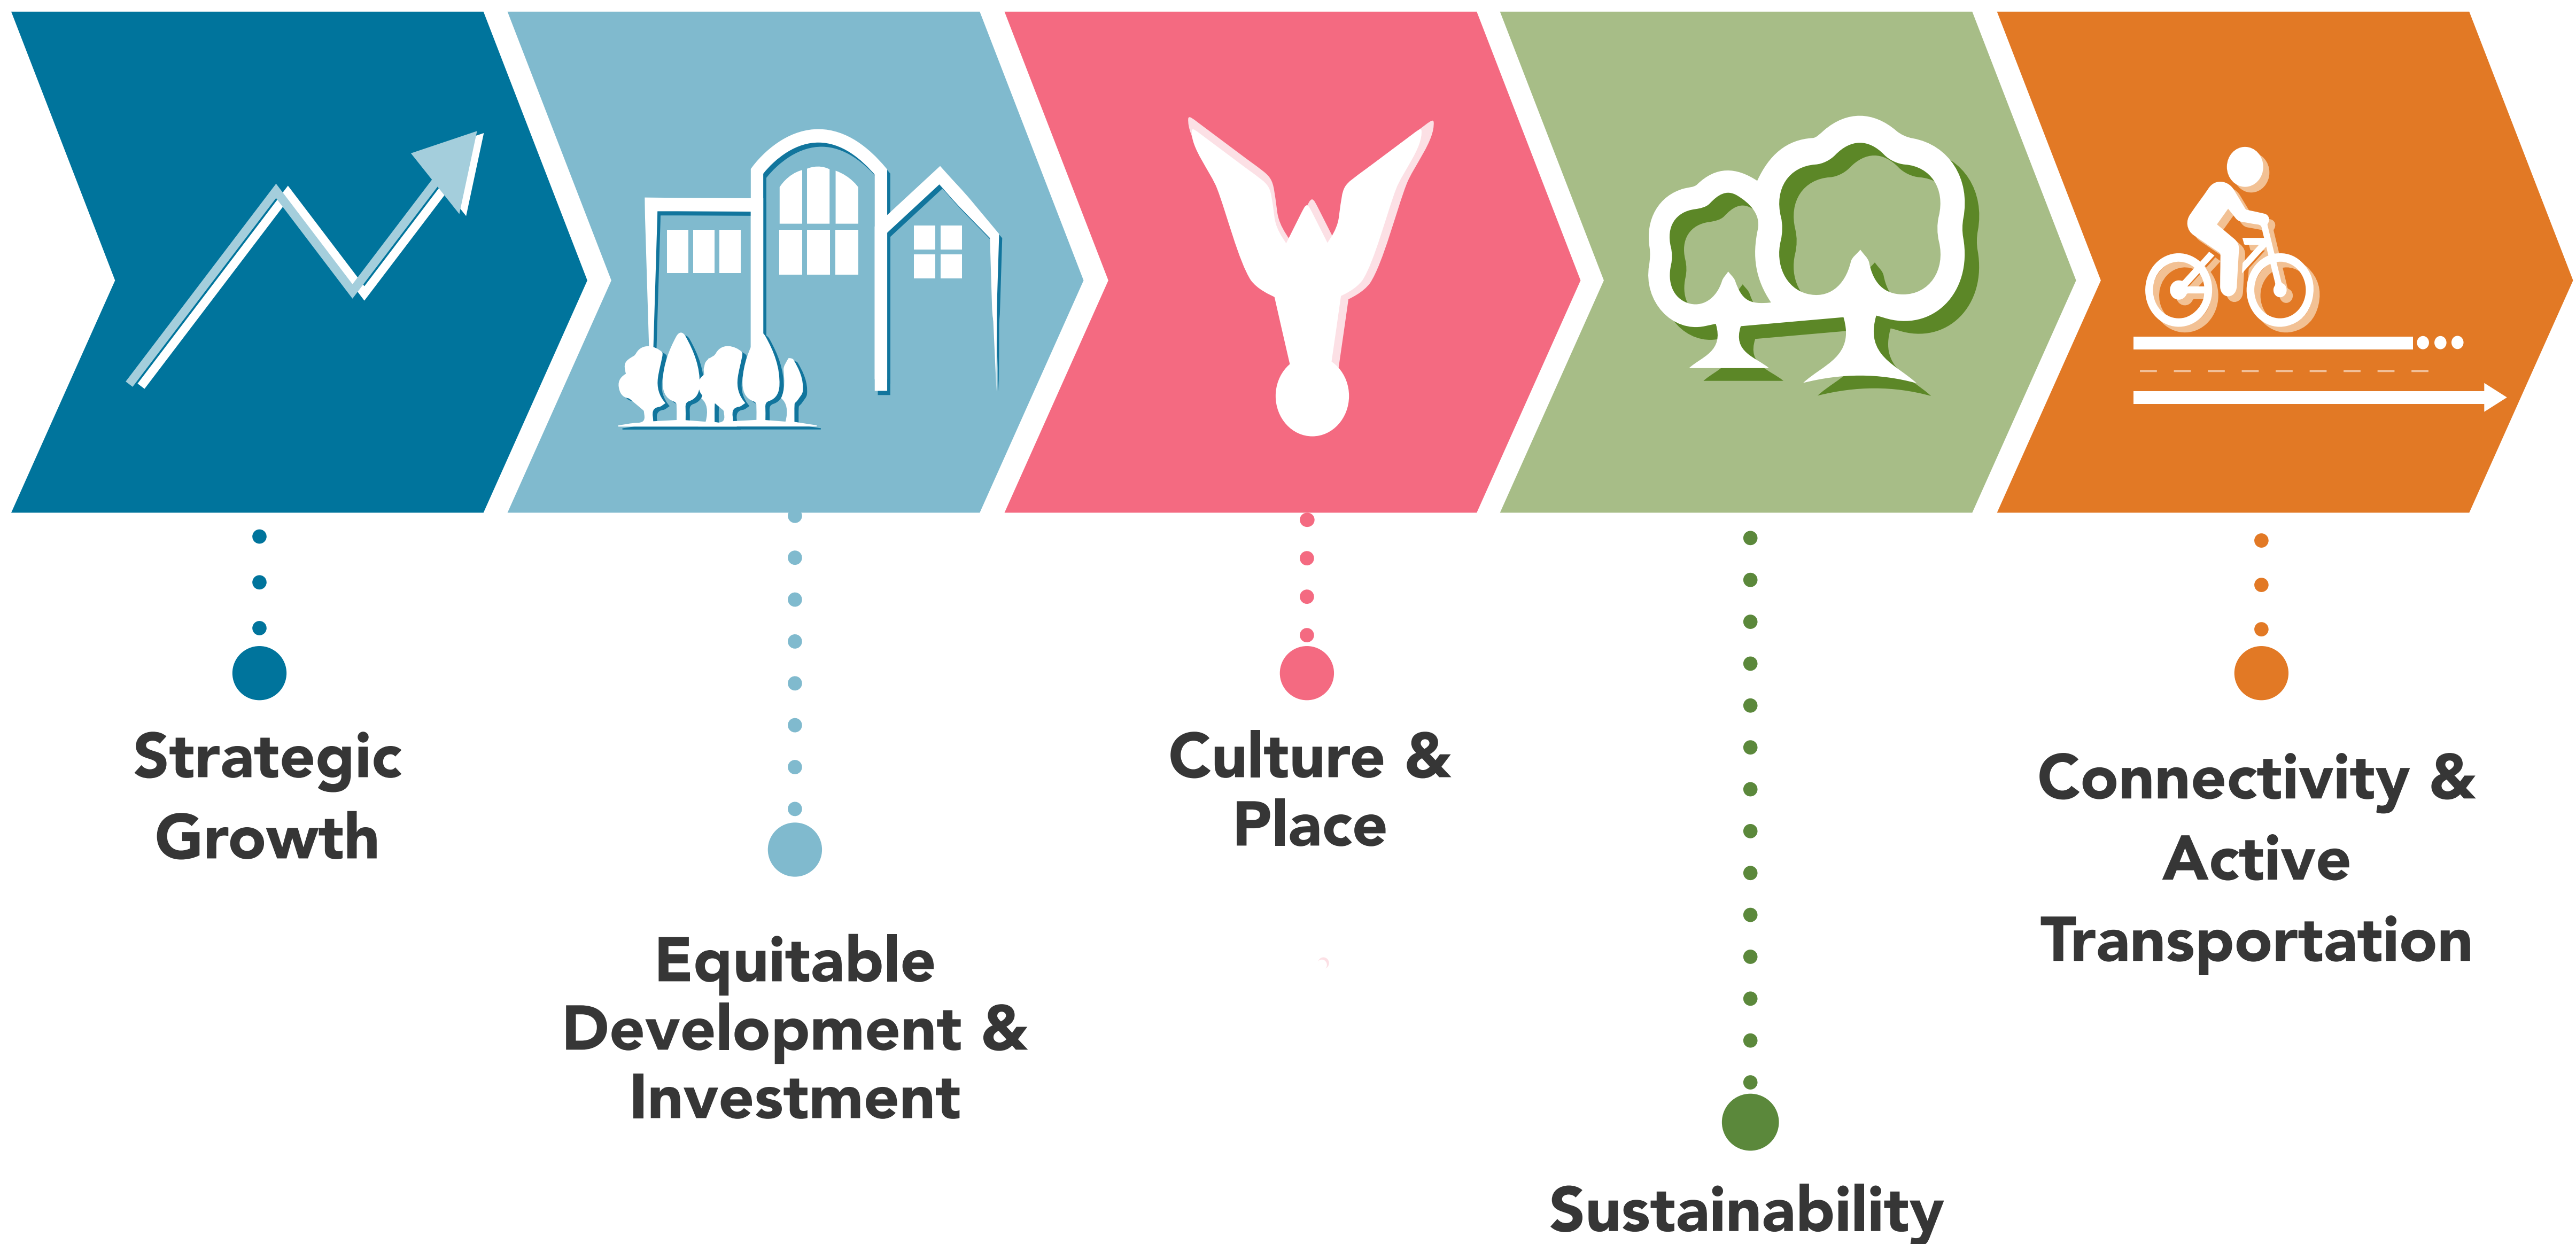 Strategic
Growth
Equitable
Development &
Investment
Culture &
Place
Sustainability
Connectivity &
Active
Transportation